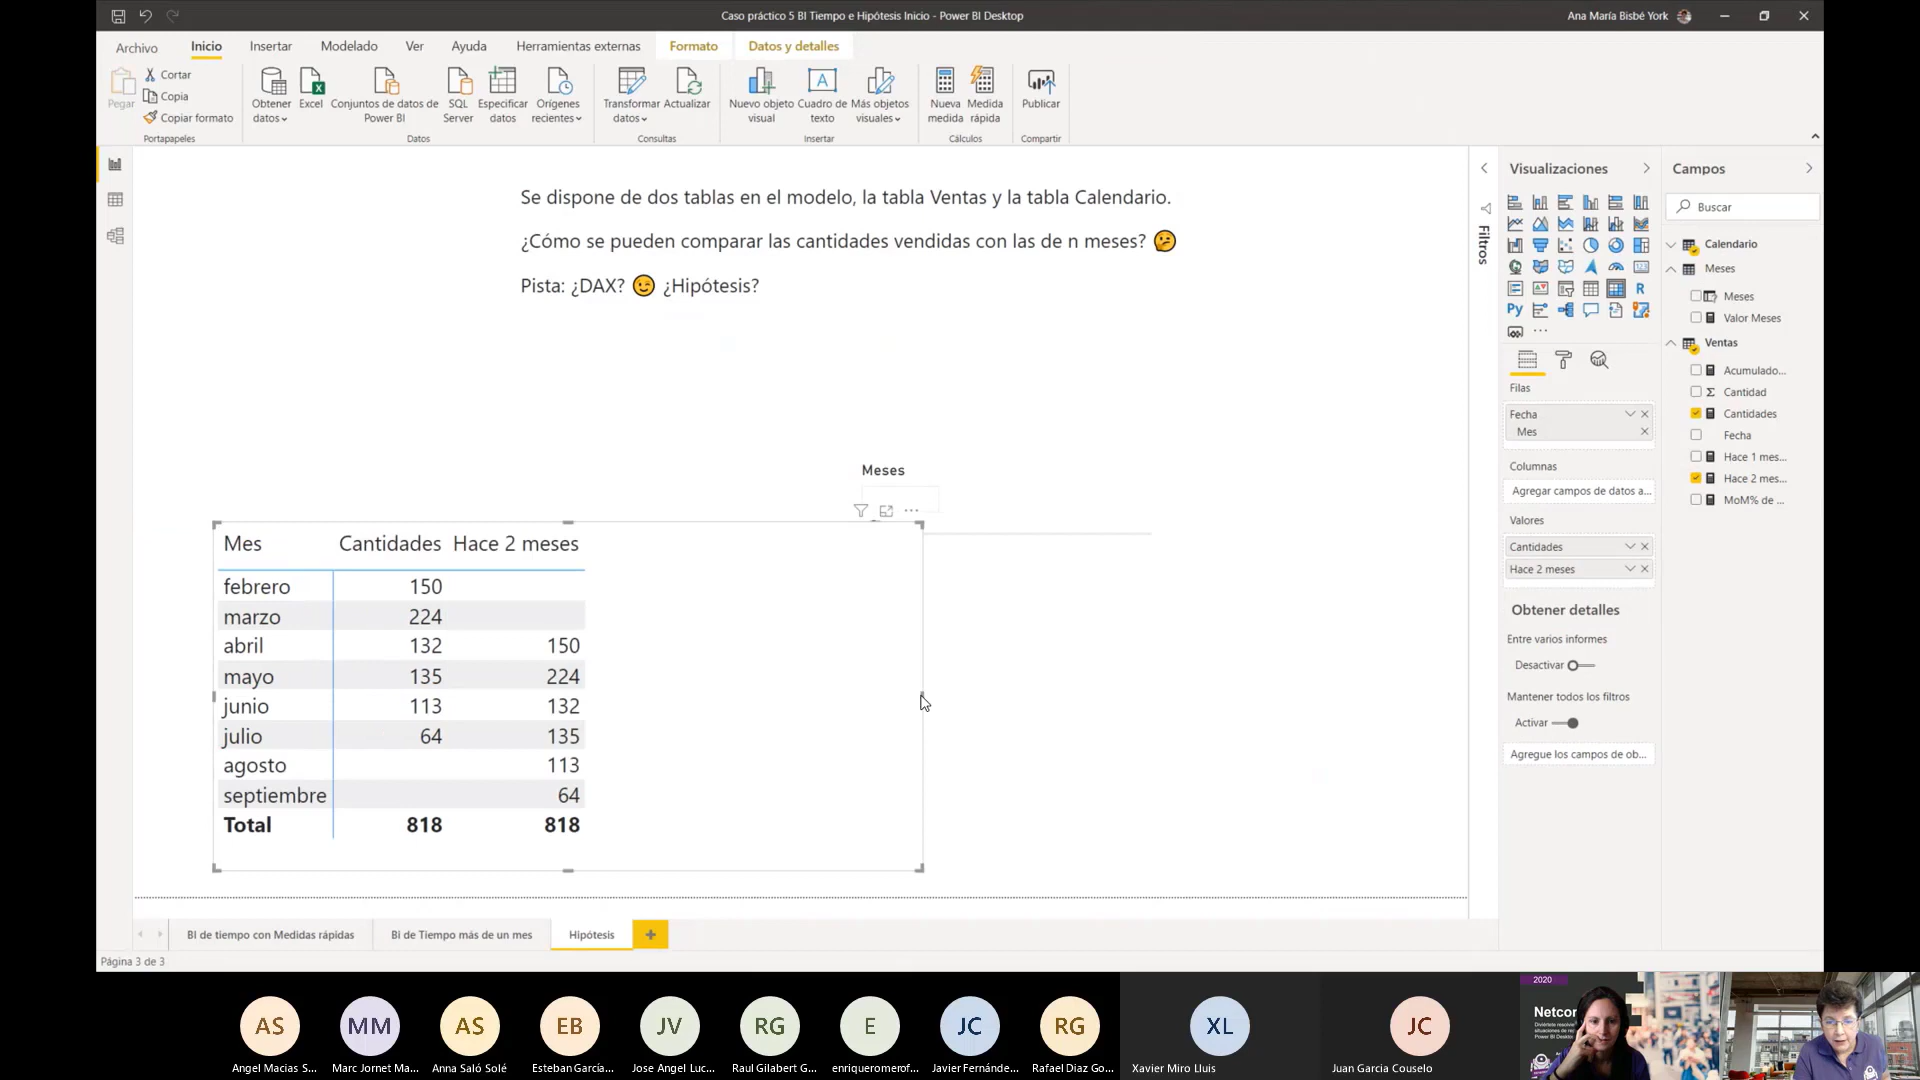 Caso práctico 5 BI Tiempo e Hipótesis Inicio - Power BI Desktop
Ana María Bisbé York
Archivo
Inicio
Insertar
Modelado
Ver
Ayuda
Herramientas externas
Formato
Datos y detalles
Pegar
Cortar
Copia
Copiar formato
Portapapeles
Obtener datos
Excel
Conjuntos de datos de Power BI
SQL Server
Especificar datos
Orígenes recientes
Datos
Transformar datos
Actualizar
Consultas
Nuevo objeto visual
Cuadro de texto
Más objetos visuales
Insertar
Nueva medida
Medida rápida
Cálculos
Publicar
Compartir
Se dispone de dos tablas en el modelo, la tabla Ventas y la tabla Calendario.
¿Cómo se pueden comparar las cantidades vendidas con las de n meses? 🤔
Pista: ¿DAX? 😉 ¿Hipótesis?
Meses
Mes Cantidades Hace 2 meses
febrero 150
marzo 224
abril 132 150
mayo 135 224
junio 113 132
julio 64 135
agosto 113
septiembre 64
Total 818 818
Filtros
Visualizaciones
R
Py
Filas
Fecha
Mes
Columnas
Agregar campos de datos a...
Valores
Cantidades
Hace 2 meses
Obtener detalles
Entre varios informes
Desactivar
Mantener todos los filtros
Activar
Agregue los campos de ob...
Campos
Buscar
Calendario
Meses
Meses
Valor Meses
Ventas
Acumulado...
Cantidad
Cantidades
Fecha
Hace 1 mes...
Hace 2 mes...
MoM% de ...
BI de tiempo con Medidas rápidas
BI de Tiempo más de un mes
Hipótesis
Página 3 de 3
AS
MM
AS
EB
JV
RG
E
JC
RG
XL
JC
Angel Macias S...
Marc Jornet Ma...
Anna Saló Solé
Esteban García...
Jose Angel Luc...
Raul Gilabert G...
enriqueromerof...
Javier Fernánde...
Rafael Diaz Go...
Xavier Miro Lluis
Juan Garcia Couselo
2020
Netcor